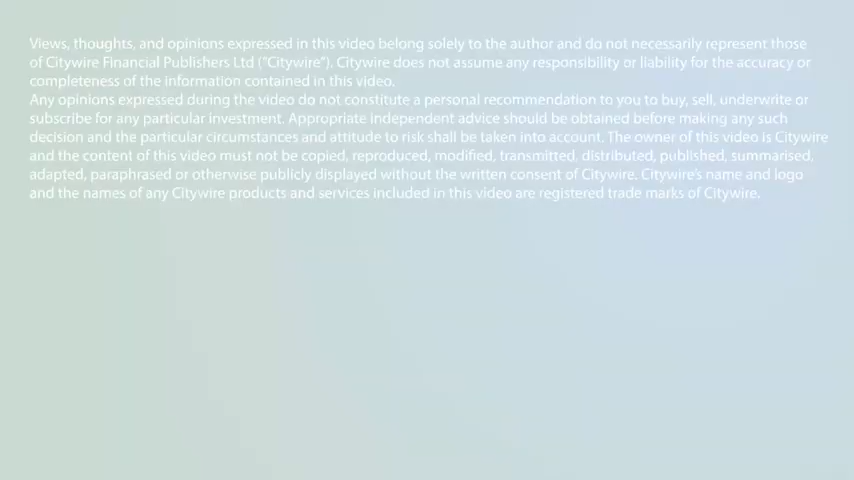 Views, thoughts, and opinions expressed in this video belong solely to the author and do not necessarily represent those
of Citywire Financial Publishers Ltd ("Citywire"). Citywire does not assume any responsibility or liability for the accuracy or
completeness of the information contained in this video.
Any opinions expressed during the video do not constitute a personal recommendation to you to buy, sell, underwrite or
subscribe for any particular investment. Appropriate independent advice should be obtained before making any such
decision and the particular circumstances and attitude to risk shall be taken into account. The owner of this video is Citywire
and the content of this video must not be copied, reproduced, modified, transmitted, distributed, published, summarised,
adapted, paraphrased or otherwise publicly displayed without the written consent of Citywire. Citywire's name and logo
and the names of any Citywire products and services included in this video are registered trade marks of Citywire.